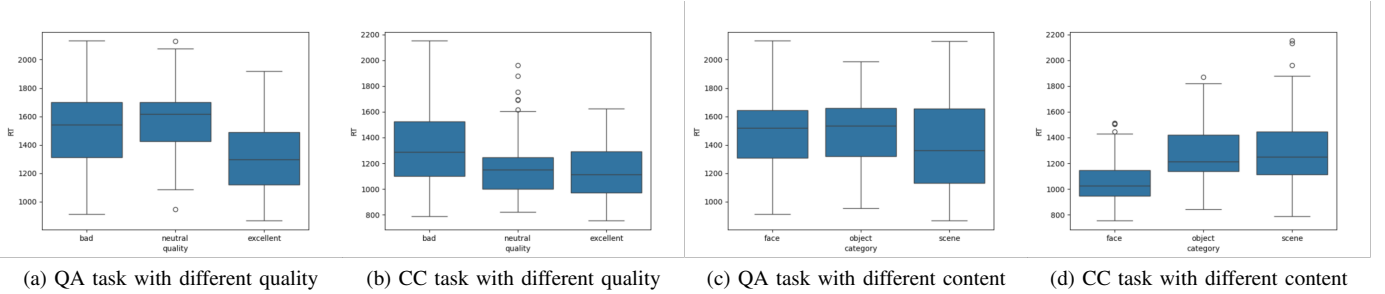 2000
1800
1600
1400
1200
1000
RT
bad neutral excellent
quality
(a) QA task with different quality
2200
2000
1800
1600
1400
1200
1000
800
RT
bad neutral excellent
quality
(b) CC task with different quality
2000
1800
1600
1400
1200
1000
RT
face object scene
category
(c) QA task with different content
2200
2000
1800
1600
1400
1200
1000
800
RT
face object scene
category
(d) CC task with different content